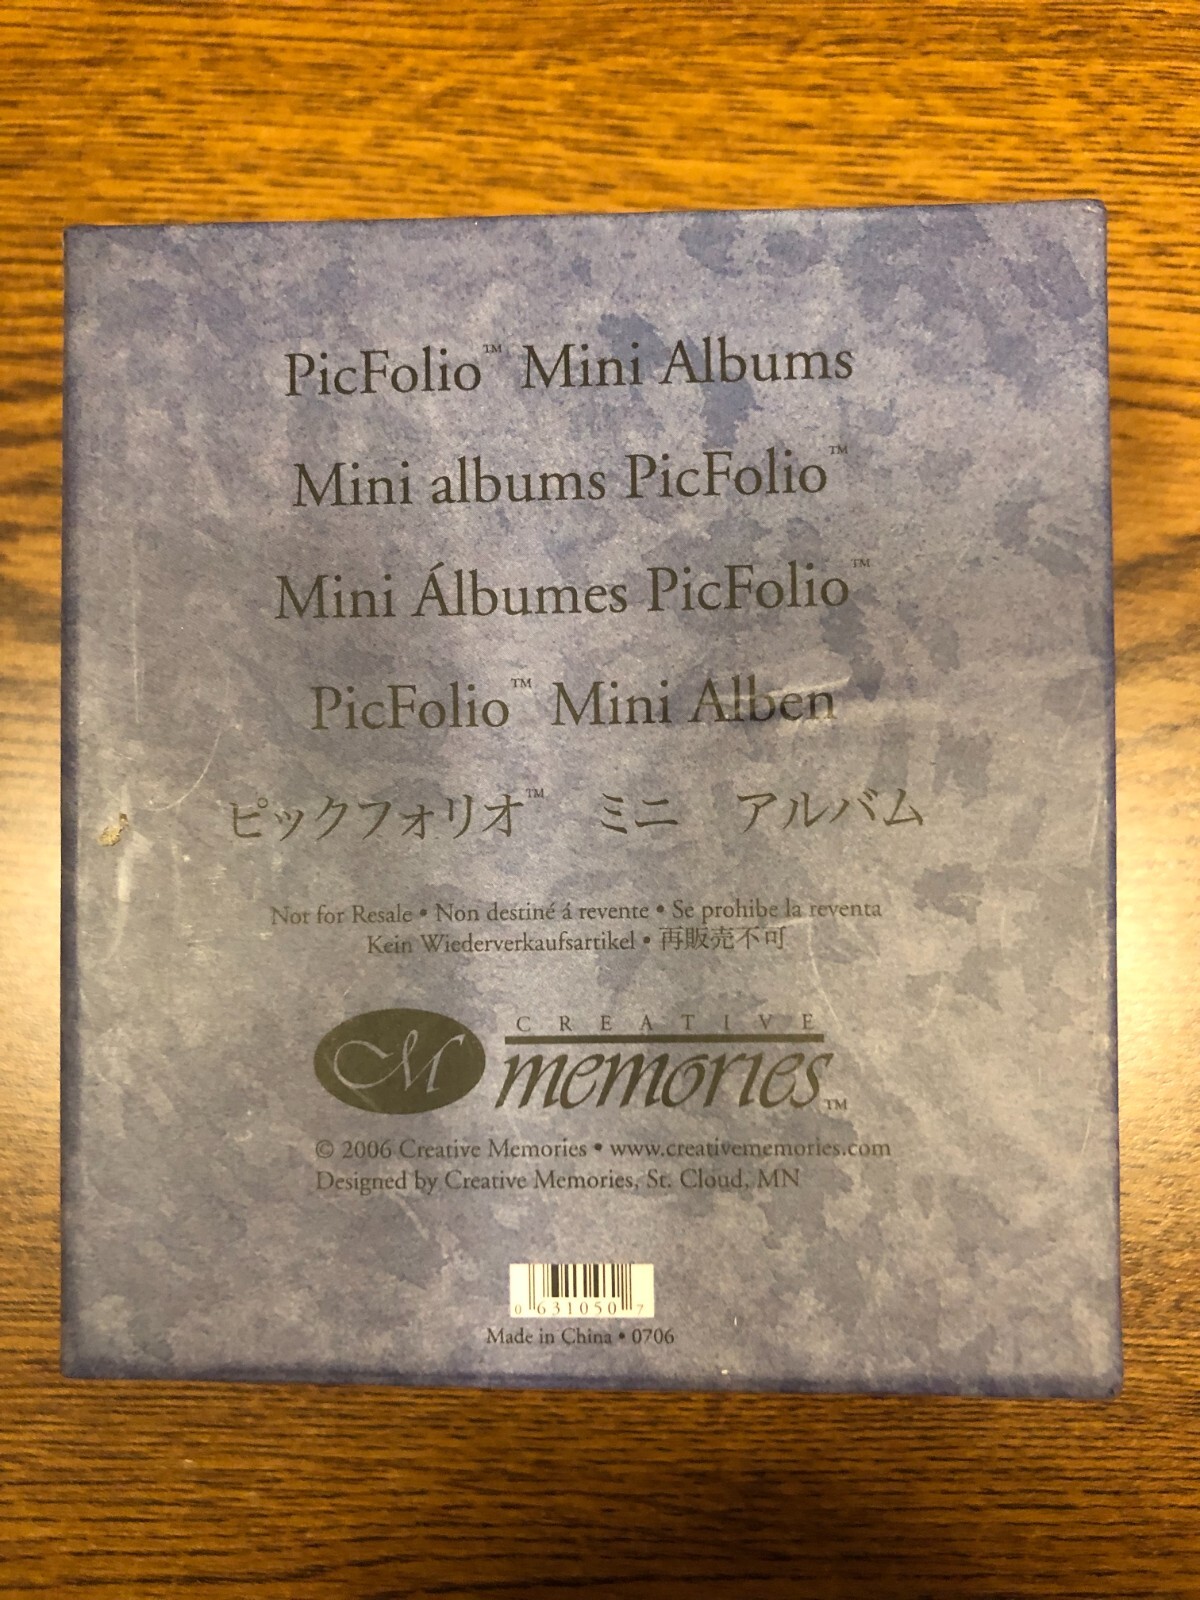 PicFolio™ Mini Albums
Mini albums PicFolio™
Mini Álbumes PicFolio™
PicFolio™ Mini Alben
ピックフォリオ™ ミニ アルバム
Not for Resale • Non destiné á revente • Se prohibe la reventa
Kein Wiederverkaufsartikel • 再販売不可
CM
CREATIVE
memories™
© 2006 Creative Memories • www.creativememories.com
Designed by Creative Memories, St. Cloud, MN
0 631050 7
Made in China • 0706